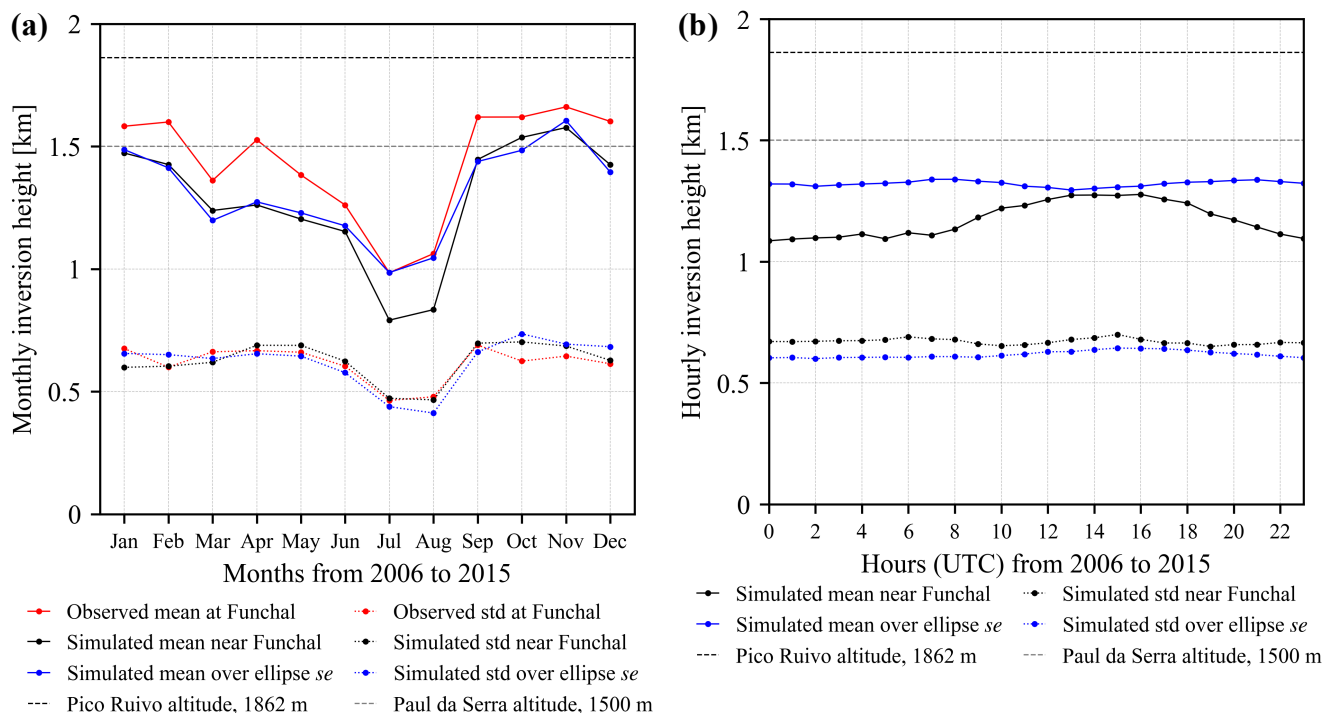 (a)
2
1.5
1
0.5
0
Monthly inversion height [km]
Jan Feb Mar Apr May Jun Jul Aug Sep Oct Nov Dec
Months from 2006 to 2015
Observed mean at Funchal
Observed std at Funchal
Simulated mean near Funchal
Simulated std near Funchal
Simulated mean over ellipse se
Simulated std over ellipse se
Pico Ruivo altitude, 1862 m
Paul da Serra altitude, 1500 m
(b)
2
1.5
1
0.5
0
Hourly inversion height [km]
0 2 4 6 8 10 12 14 16 18 20 22
Hours (UTC) from 2006 to 2015
Simulated mean near Funchal
Simulated std near Funchal
Simulated mean over ellipse se
Simulated std over ellipse se
Pico Ruivo altitude, 1862 m
Paul da Serra altitude, 1500 m